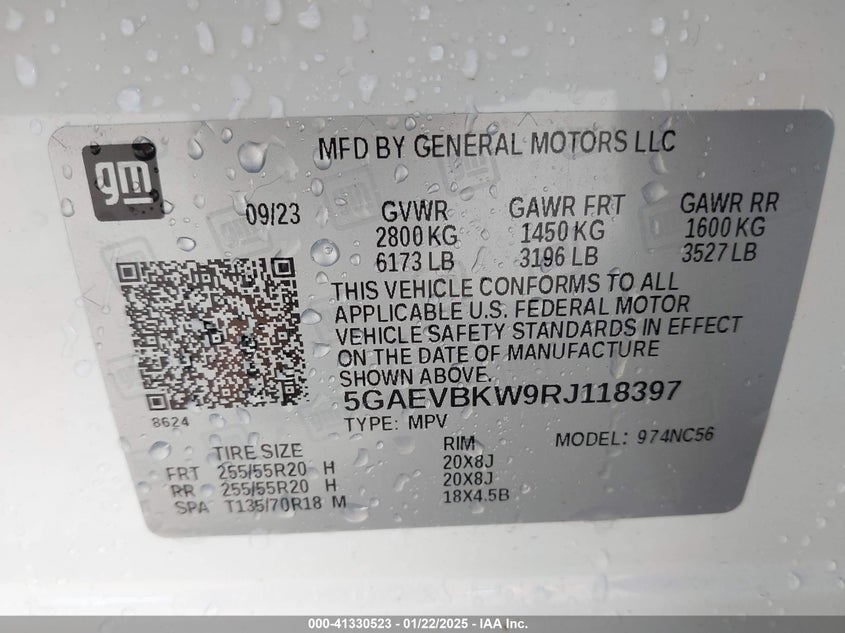 gm
MFD BY GENERAL MOTORS LLC
09/23 GVWR GAWR FRT GAWR RR
2800 KG 1450 KG 1600 KG
6173 LB 3196 LB 3527 LB
THIS VEHICLE CONFORMS TO ALL
APPLICABLE U.S. FEDERAL MOTOR
VEHICLE SAFETY STANDARDS IN EFFECT
ON THE DATE OF MANUFACTURE
SHOWN ABOVE.
5GAEVBKW9RJ118397
8624
TYPE: MPV
MODEL: 974NC56
TIRE SIZE RIM
FRT 255/55R20 H 20X8J
RR 255/55R20 H 20X8J
SPA T135/70R18 M 18X4.5B
000-41330523 - 01/22/2025 - IAA Inc.